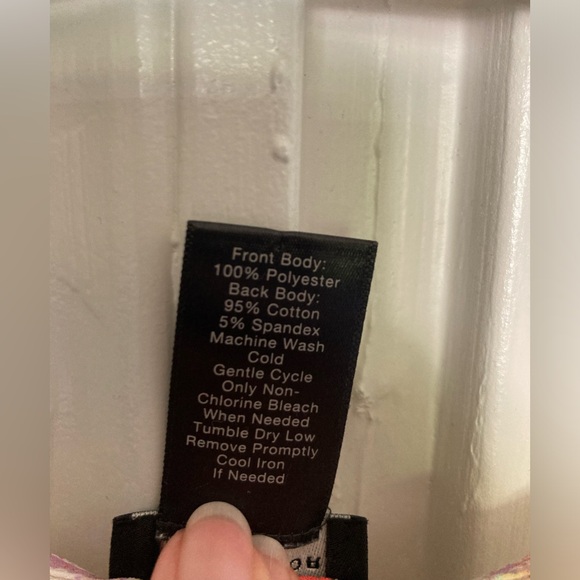 Front Body:
100% Polyester
Back Body:
95% Cotton
5% Spandex
Machine Wash
Cold
Gentle Cycle
Only Non-
Chlorine Bleach
When Needed
Tumble Dry Low
Remove Promptly
Cool Iron
If Needed